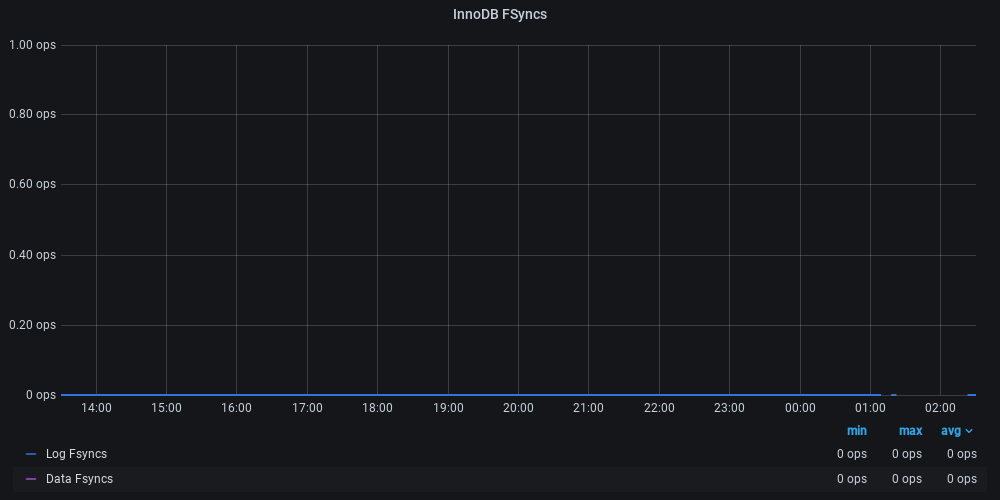 InnoDB FSyncs
1.00 ops
0.80 ops
0.60 ops
0.40 ops
0.20 ops
0 ops
14:00 15:00 16:00 17:00 18:00 19:00 20:00 21:00 22:00 23:00 00:00 01:00 02:00
min max avg
Log Fsyncs 0 ops 0 ops 0 ops
Data Fsyncs 0 ops 0 ops 0 ops